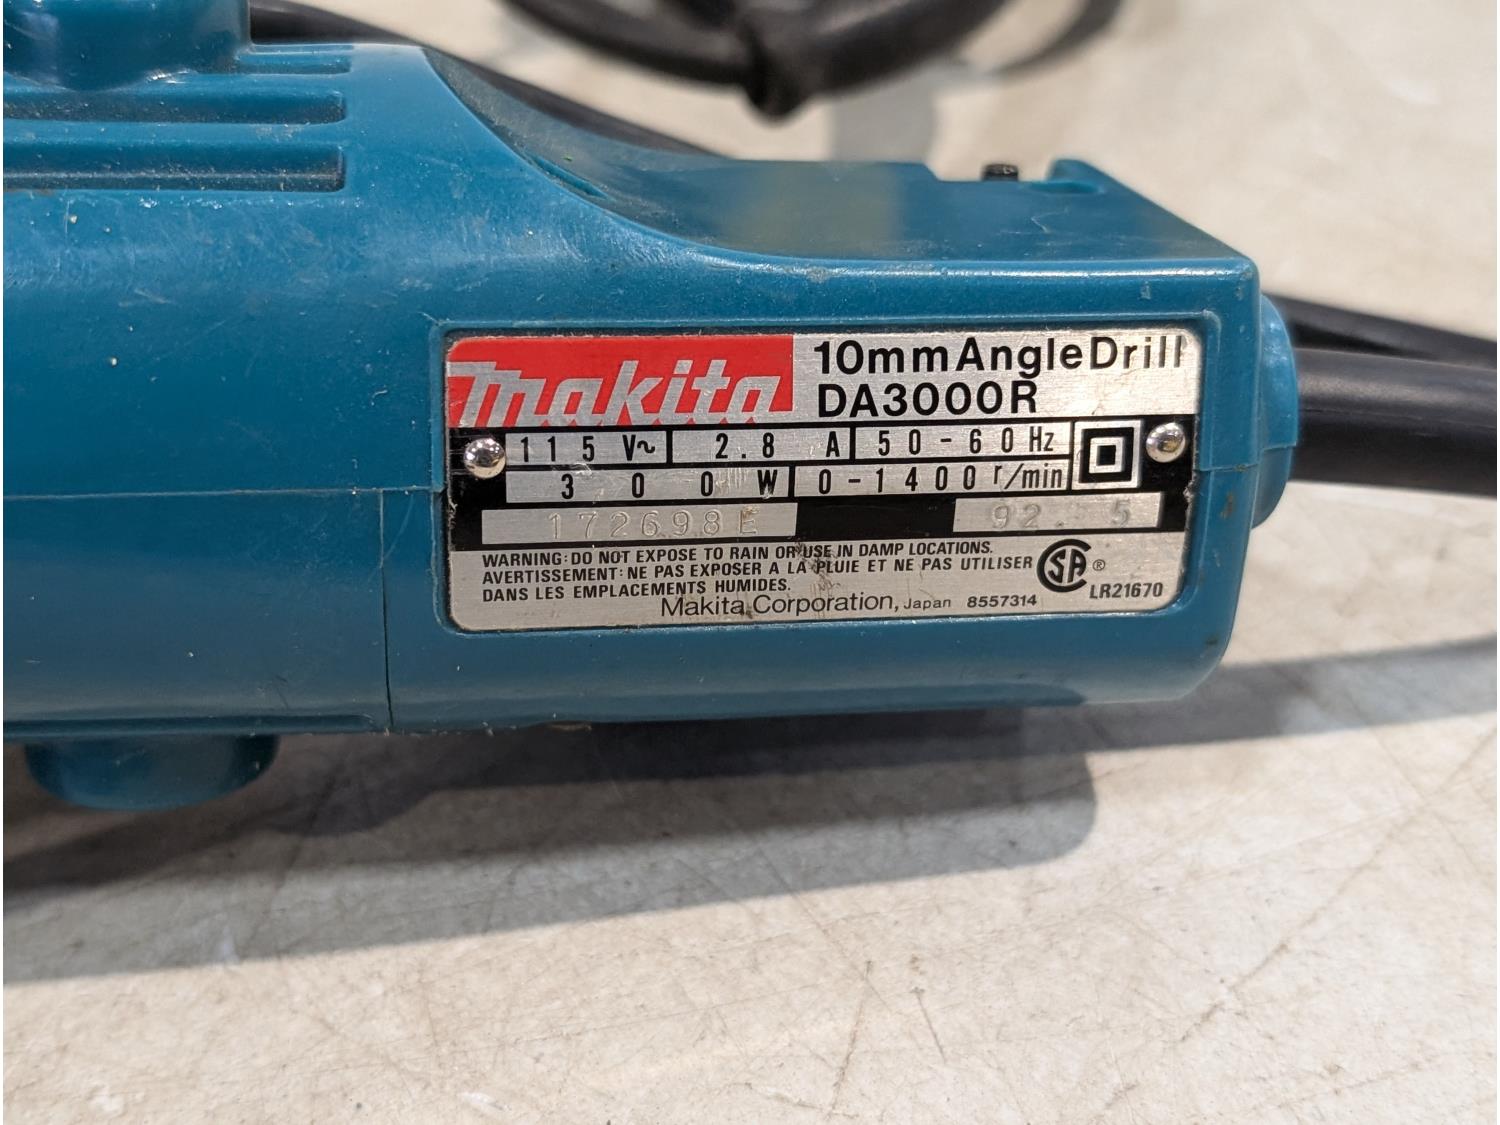 makita
10mm Angle Drill
DA3000R
115 V~ 2.8 A 50-60 Hz
300 W 0-1400 r/min
172698E 92. 5
WARNING: DO NOT EXPOSE TO RAIN OR USE IN DAMP LOCATIONS.
AVERTISSEMENT: NE PAS EXPOSER A LA PLUIE ET NE PAS UTILISER
DANS LES EMPLACEMENTS HUMIDES.
SA ®
LR21670
Makita Corporation, Japan 8557314